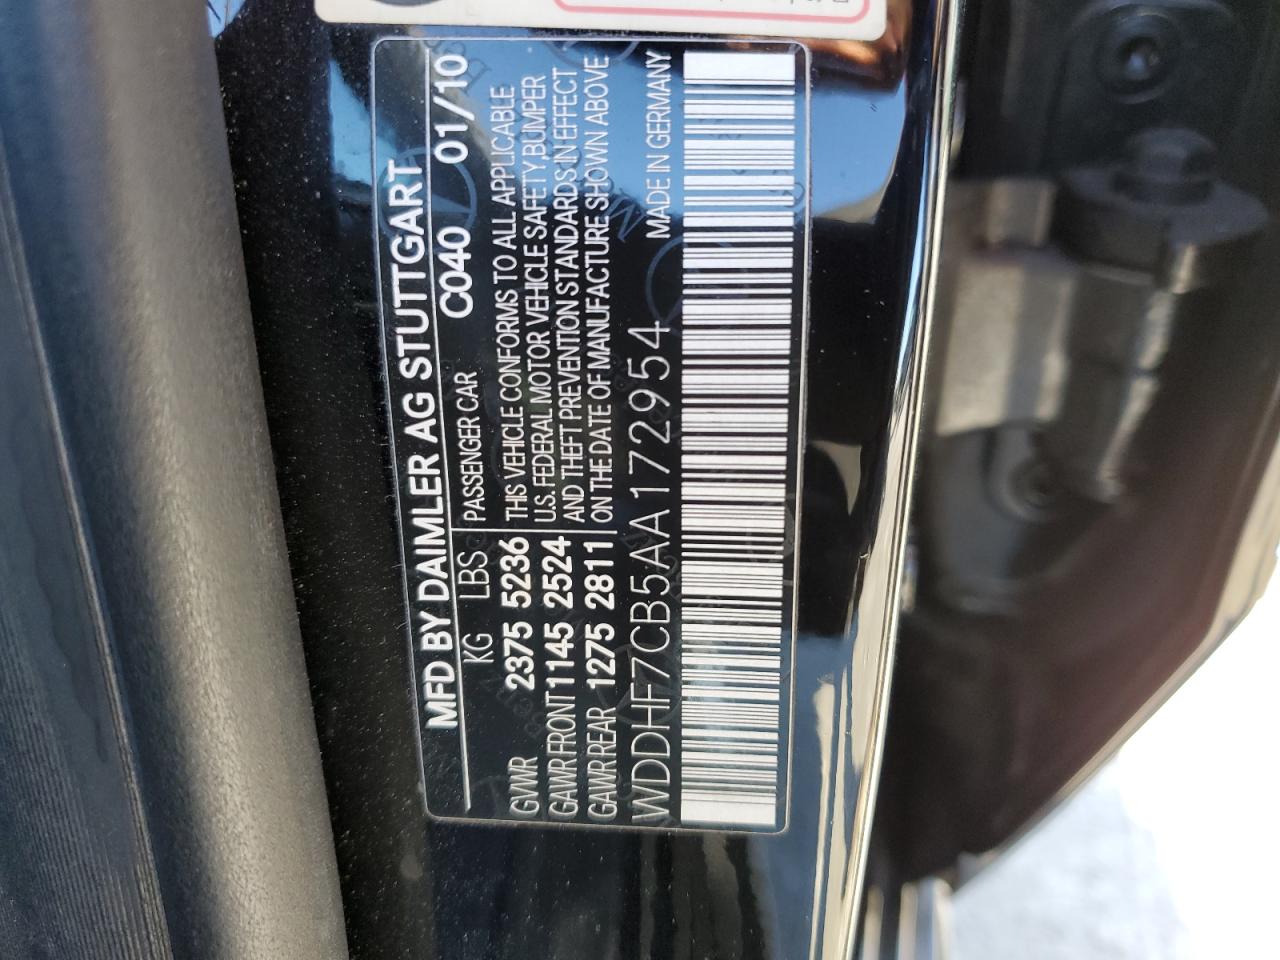 MFD BY DAIMLER AG STUTTGART
KG LBS PASSENGER CAR C040 01/10
GVWR 2375 5236 THIS VEHICLE CONFORMS TO ALL APPLICABLE
GAWR FRONT 1145 2524 U.S. FEDERAL MOTOR VEHICLE SAFETY,BUMPER
AND THEFT PREVENTION STANDARDS IN EFFECT
GAWR REAR 1275 2811 ON THE DATE OF MANUFACTURE SHOWN ABOVE
WDDHF7CB5AA172954 MADE IN GERMANY